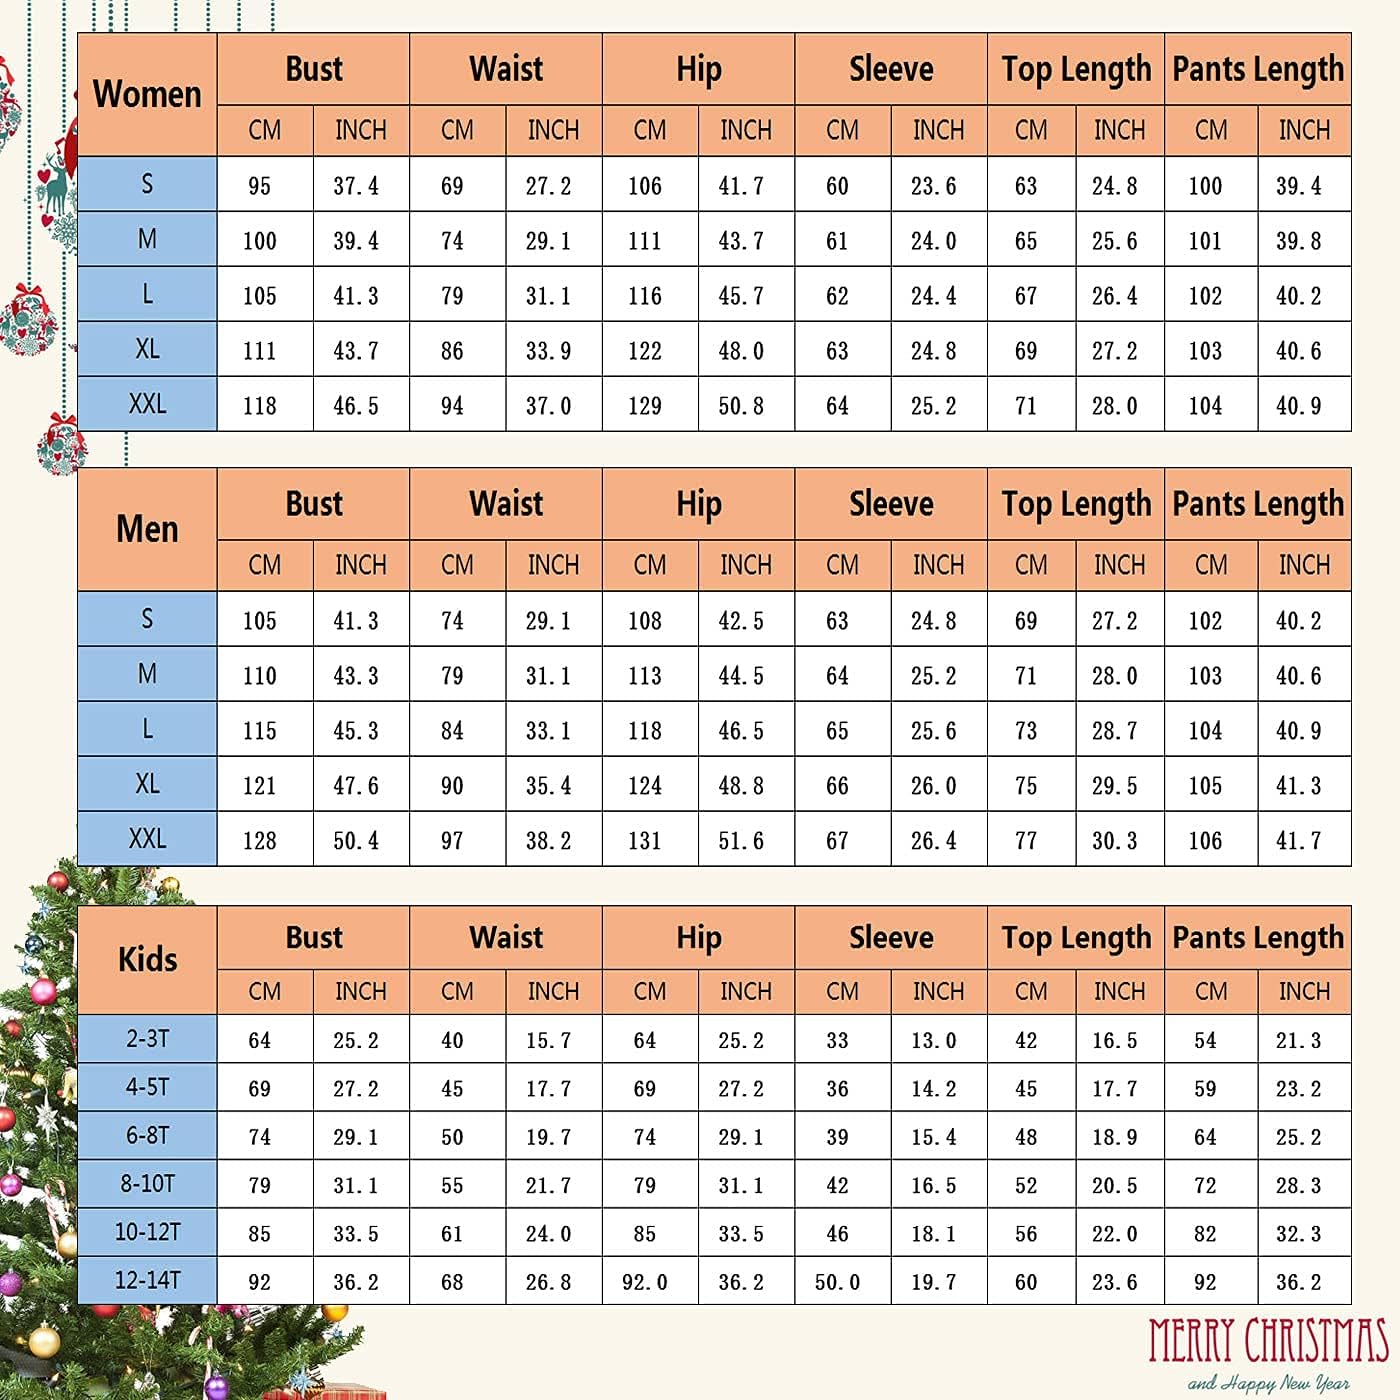 Women Bust Waist Hip Sleeve Top Length Pants Length
CM INCH CM INCH CM INCH CM INCH CM INCH CM INCH
S 95 37.4 69 27.2 106 41.7 60 23.6 63 24.8 100 39.4
M 100 39.4 74 29.1 111 43.7 61 24.0 65 25.6 101 39.8
L 105 41.3 79 31.1 116 45.7 62 24.4 67 26.4 102 40.2
XL 111 43.7 86 33.9 122 48.0 63 24.8 69 27.2 103 40.6
XXL 118 46.5 94 37.0 129 50.8 64 25.2 71 28.0 104 40.9
Men Bust Waist Hip Sleeve Top Length Pants Length
CM INCH CM INCH CM INCH CM INCH CM INCH CM INCH
S 105 41.3 74 29.1 108 42.5 63 24.8 69 27.2 102 40.2
M 110 43.3 79 31.1 113 44.5 64 25.2 71 28.0 103 40.6
L 115 45.3 84 33.1 118 46.5 65 25.6 73 28.7 104 40.9
XL 121 47.6 90 35.4 124 48.8 66 26.0 75 29.5 105 41.3
XXL 128 50.4 97 38.2 131 51.6 67 26.4 77 30.3 106 41.7
Kids Bust Waist Hip Sleeve Top Length Pants Length
CM INCH CM INCH CM INCH CM INCH CM INCH CM INCH
2-3T 64 25.2 40 15.7 64 25.2 33 13.0 42 16.5 54 21.3
4-5T 69 27.2 45 17.7 69 27.2 36 14.2 45 17.7 59 23.2
6-8T 74 29.1 50 19.7 74 29.1 39 15.4 48 18.9 64 25.2
8-10T 79 31.1 55 21.7 79 31.1 42 16.5 52 20.5 72 28.3
10-12T 85 33.5 61 24.0 85 33.5 46 18.1 56 22.0 82 32.3
12-14T 92 36.2 68 26.8 92.0 36.2 50.0 19.7 60 23.6 92 36.2
MERRY CHRISTMAS
and Happy New Year